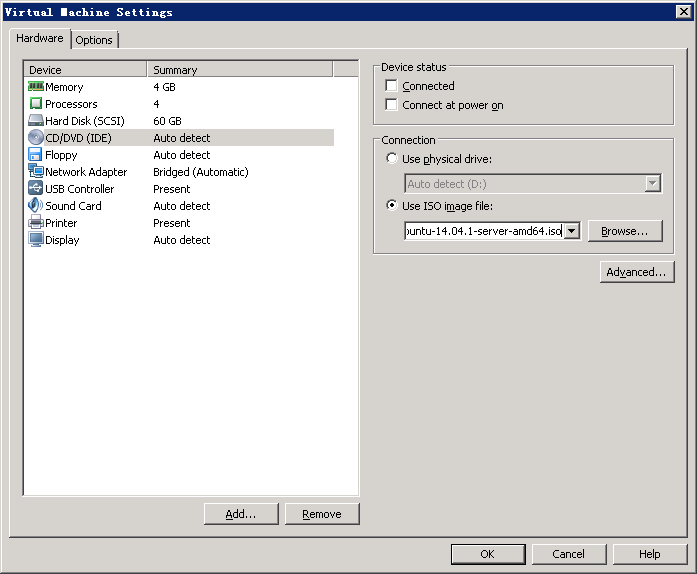 Virtual Machine Settings
Hardware
Options
Device Summary
Memory 4 GB
Processors 4
Hard Disk (SCSI) 60 GB
CD/DVD (IDE) Auto detect
Floppy Auto detect
Network Adapter Bridged (Automatic)
USB Controller Present
Sound Card Auto detect
Printer Present
Display Auto detect
Add... Remove
Device status
Connected
Connect at power on
Connection
Use physical drive:
Auto detect (D:)
Use ISO image file:
untu-14.04.1-server-amd64.iso Browse...
Advanced...
OK Cancel Help